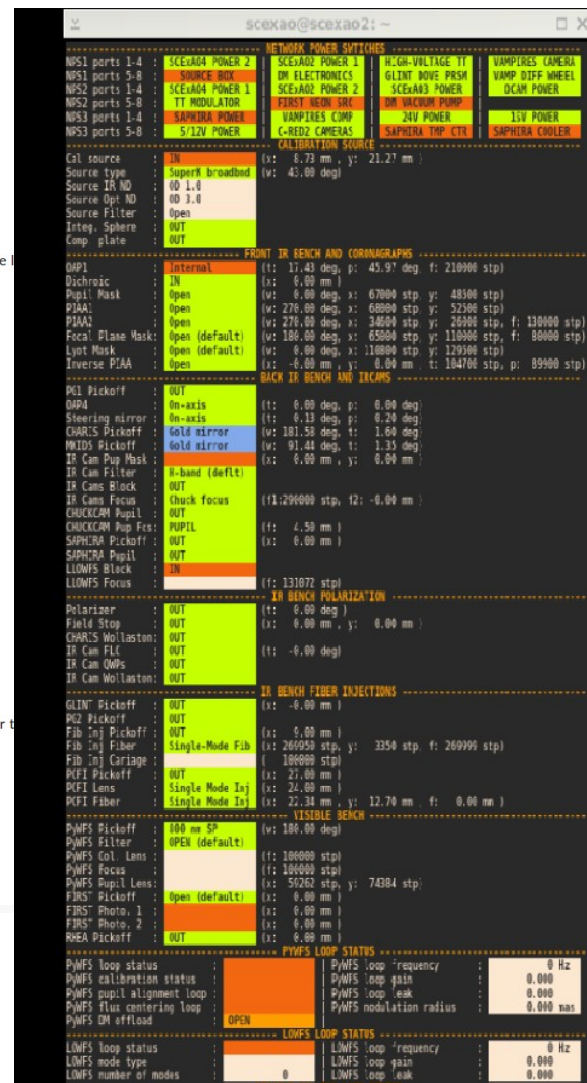 scexao@scexao2: ~
NETWORK POWER SWTICHES
NPS1 ports 1-4 : SCExAO4 POWER 2 | SCExAO2 POWER 1 | HIGH-VOLTAGE TT | VAMPIRES CAMERA
NPS1 ports 5-8 : SOURCE BOX | DM ELECTRONICS | GLINT DOVE PRSM | VAMP DIFF WHEEL
NPS2 ports 1-4 : SCExAO4 POWER 1 | SCExAO2 POWER 2 | SCExAO3 POWER | OCAM POWER
NPS2 ports 5-8 : TT MODULATOR | FIRST NEON SRC | DM VACUUM PUMP |
NPS3 ports 1-4 : SAPHIRA POWER | VAMPIRES COMP | 24V POWER |
NPS3 ports 5-8 : 5/12V POWER | C-RED2 CAMERAS | SAPHIRA TMP CTR | SAPHIRA COOLER
CALIBRATION SOURCE
Cal source : IN (x: 8.73 mm , y: 21.27 mm )
Source type : SuperK broadbnd (w: 43.00 deg)
Source IR ND : OD 1.0
Source Opt ND : OD 3.0
Source Filter : Open
Integ. Sphere : OUT
Comp plate : OUT
e l
FRONT IR BENCH AND CORONAGRAPHS
OAP1 : Internal (t: 17.43 deg, p: 45.97 deg, f: 210000 stp)
Dichroic : IN (x: 0.00 mm )
Pupil Mask : Open (w: 0.00 deg, x: 67000 stp, y: 48500 stp)
PIAA1 : Open (w: 270.00 deg, x: 60000 stp, y: 52500 stp)
PIAA2 : Open (w: 270.00 deg, x: 34600 stp, y: 26000 stp, f: 130000 stp)
Focal Plane Mask: Open (default) (w: 180.00 deg, x: 65000 stp, y: 110000 stp, f: 80000 stp)
Lyot Mask : Open (default) (w: 0.00 deg, x: 110800 stp, y: 129500 stp)
Inverse PIAA : Open (x: -0.00 mm , y: 0.00 mm , t: 104700 stp, p: 89900 stp)
BACK IR BENCH AND IRCAMS
PG1 Pickoff : OUT
OAP4 : On-axis (t: 0.00 deg, p: 0.00 deg)
Steering mirror : On-axis (t: 0.13 deg, p: 0.20 deg)
CHARIS Pickoff : Gold mirror (w: 181.50 deg, t: 1.60 deg)
MKIDS Pickoff : Gold mirror (w: 91.44 deg, t: 1.35 deg)
IR Cam Pup Mask : (x: 0.00 mm , y: 0.00 mm )
IR Cam Filter : H-band (deflt)
IR Cams Block : OUT
IR Cams Focus : Chuck focus (f1:290000 stp, f2: -0.00 mm )
CHUCKCAM Pupil : OUT
CHUCKCAM Pup Fcs: PUPIL (f: 4.50 mm )
SAPHIRA Pickoff : OUT (x: 0.00 mm )
SAPHIRA Pupil : OUT
LLOWFS Block : IN
LLOWFS Focus : (f: 131072 stp)
IR BENCH POLARIZATION
Polarizer : OUT (t: 0.00 deg )
Field Stop : OUT (x: 0.00 mm , y: 0.00 mm )
CHARIS Wollaston: OUT
IR Cam FLC : OUT (t: -0.00 deg)
IR Cam QWPs : OUT
IR Cam Wollaston: OUT
IR BENCH FIBER INJECTIONS
GLINT Pickoff : OUT (x: -0.00 mm )
r t
PG2 Pickoff : OUT
Fib Inj Pickoff : OUT (x: 9.00 mm )
Fib Inj Fiber : Single-Mode Fib (x: 269950 stp, y: 3350 stp, f: 269999 stp)
Fib Inj Cariage : ( 100000 stp)
PCFI Pickoff : OUT (x: 27.00 mm )
PCFI Lens : Single Mode Inj (x: 24.00 mm )
PCFI Fiber : Single Mode Inj (x: 22.34 mm , y: 12.70 mm , f: 0.00 mm )
VISIBLE BENCH
PyWFS Pickoff : 800 nm SP (w: 180.00 deg)
PyWFS Filter : OPEN (default)
PyWFS Col. Lens : (f: 100000 stp)
PyWFS Focus : (f: 100000 stp)
PyWFS Pupil Lens: (x: 59262 stp, y: 74384 stp)
FIRST Pickoff : Open (default) (x: 0.00 mm )
FIRST Photo. 1 : (x: 0.00 mm )
FIRST Photo. 2 : (x: 0.00 mm )
RHEA Pickoff : OUT (x: 0.00 mm )
PYWFS LOOP STATUS
PyWFS loop status : | PyWFS loop frequency : 0 Hz
PyWFS calibration status : | PyWFS loop gain : 0.000
PyWFS pupil alignment loop : | PyWFS loop leak : 0.000
PyWFS flux centering loop : | PyWFS modulation radius : 0.000 mas
PyWFS DM offload : OPEN
LOWFS LOOP STATUS
LOWFS loop status : | LOWFS loop frequency : 0 Hz
LOWFS mode type : | LOWFS loop gain : 0.000
LOWFS number of modes : 0 | LOWFS loop leak : 0.000